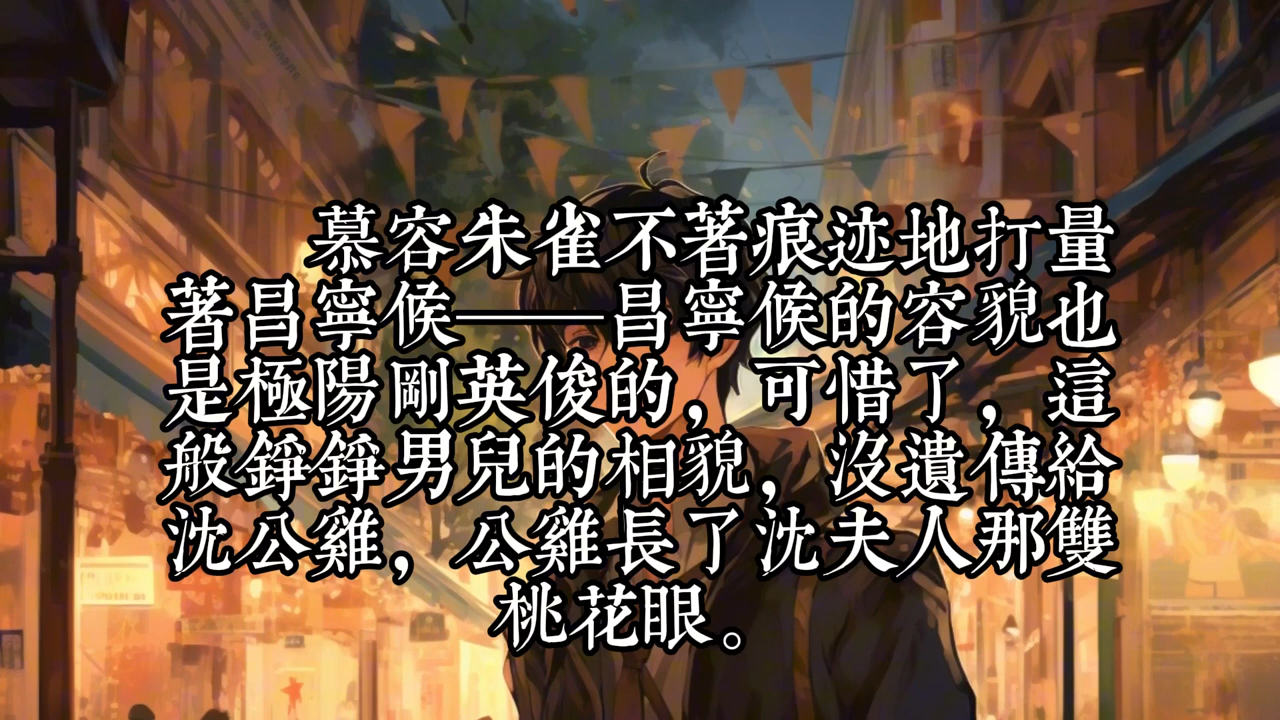 慕容朱雀不著痕迹地打量
著昌寧候——昌寧候的容貌也
是極陽剛英俊的，可惜了，這
般錚錚男兒的相貌，沒遺傳給
沈公雞，公雞長了沈夫人那雙
桃花眼。